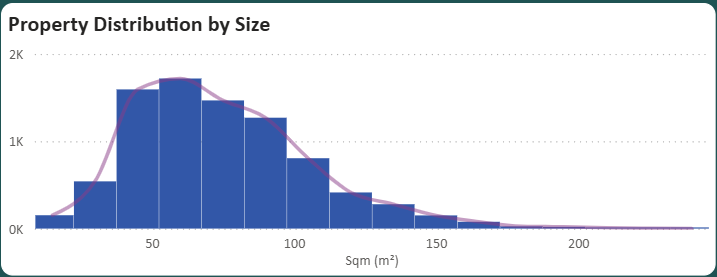 Property Distribution by Size
2K
1K
0K
50 100 150 200
Sqm (m²)